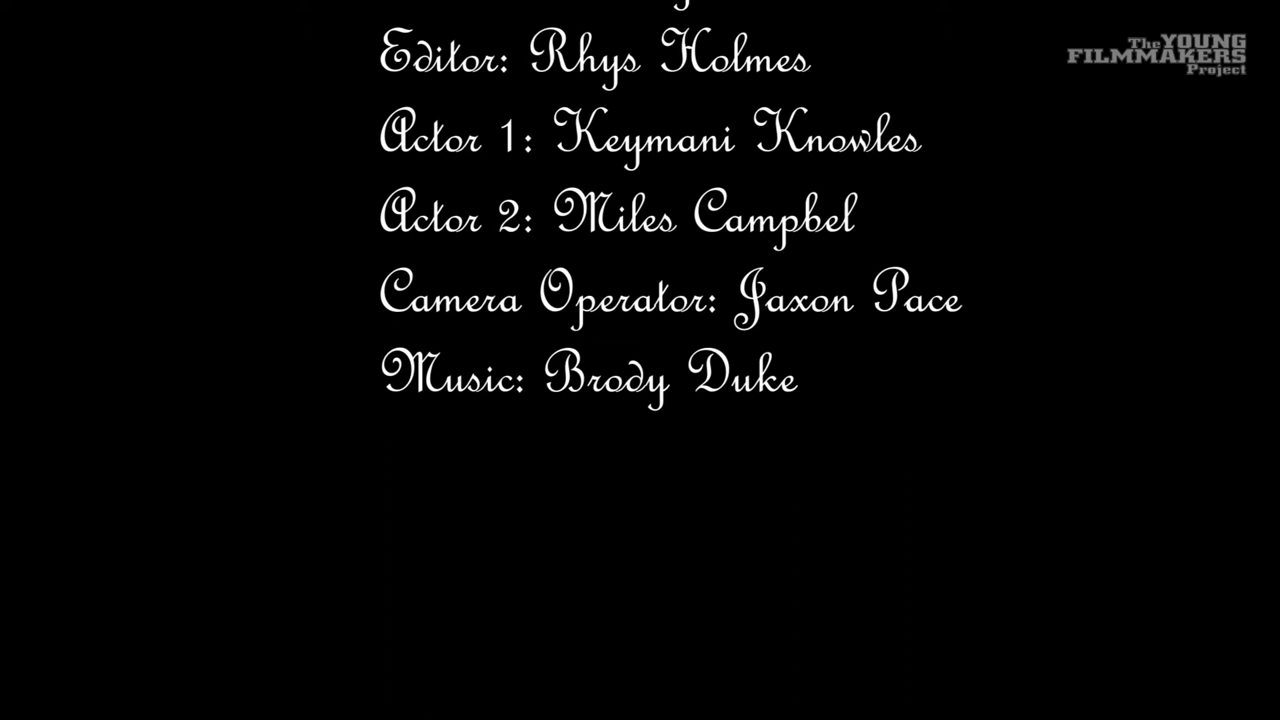 Editor: Rhys Holmes
Actor 1: Keymani Knowles
Actor 2: Miles Campbel
Camera Operator: Jaxon Pace
Music: Brody Duke
The YOUNG
FILMMAKERS
Project